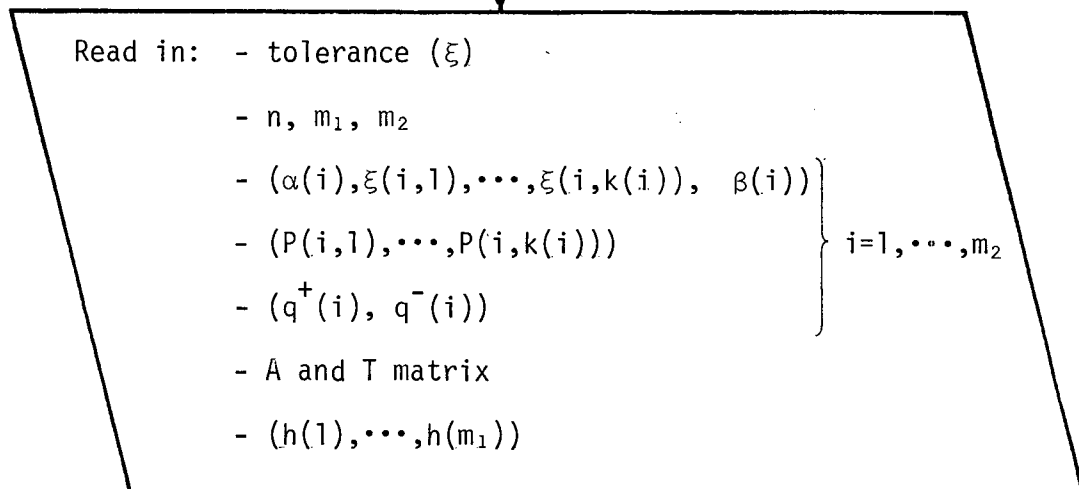 Read in: - tolerance (ξ)
- n, m₁, m₂
- (α(i),ξ(i,1),···,ξ(i,k(i)), β(i))
- (P(i,1),···,P(i,k(i)))
i=1,···,m₂
- (q⁺(i), q⁻(i))
- A and T matrix
- (h(1),···,h(m₁))